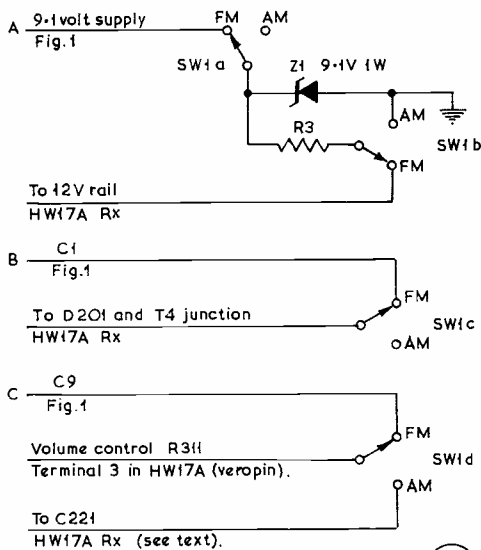 FM AM
A 9·1volt supply
Fig.1
SW1a
Z1 9·1V 1W
AM
R3
SW1b
FM
To 12V rail
HW17A Rx
B C1
Fig.1
FM
To D201 and T4 junction
SW1c
HW17A Rx
AM
C C9
Fig.1
FM
Volume control R311
SW1d
Terminal 3 in HW17A (veropin).
AM
To C221
HW17A Rx (see text).